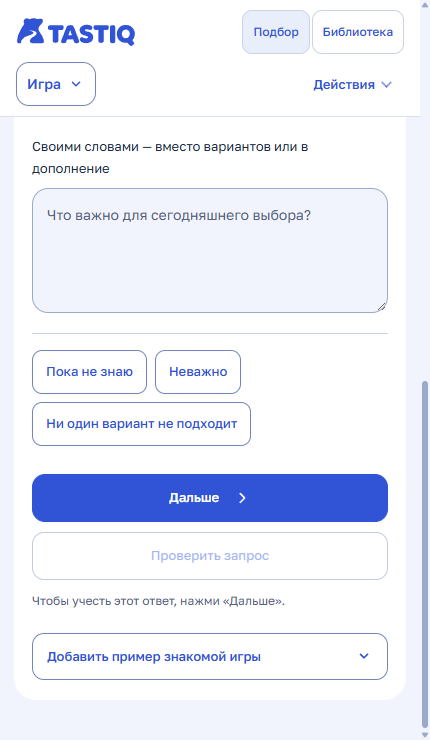 TASTIQ
Подбор
Библиотека
Игра
Действия
Своими словами — вместо вариантов или в
дополнение
Что важно для сегодняшнего выбора?
Пока не знаю
Неважно
Ни один вариант не подходит
Дальше
Проверить запрос
Чтобы учесть этот ответ, нажми «Дальше».
Добавить пример знакомой игры